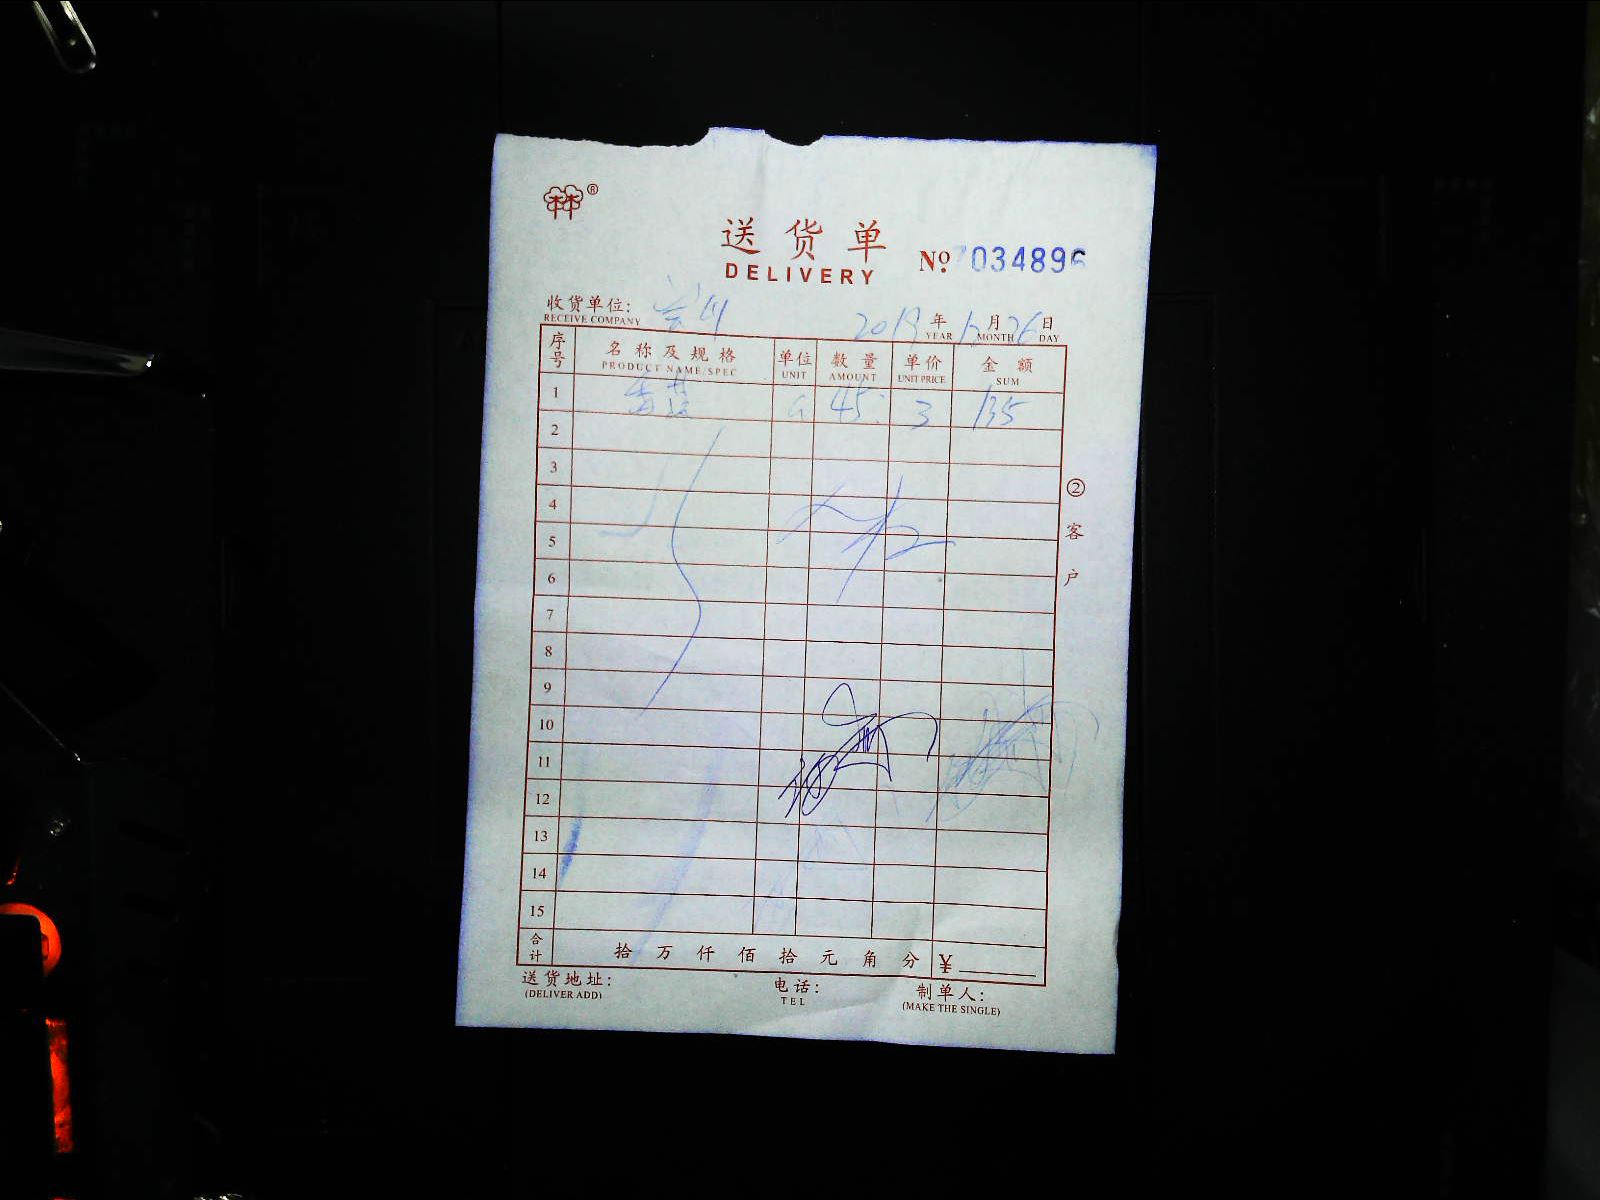 ®
送货单
DELIVERY № 7034896
收货单位:
RECEIVE COMPANY
2019 年 12 月 26 日
YEAR MONTH DAY
序号 名称及规格 单位 数量 单价 金额
PRODUCT NAME/SPEC UNIT AMOUNT UNIT PRICE SUM
1 45 3 135
2
3
4
5
6
7
8
9
10
11
12
13
14
15
② 客户
合计 拾 万 仟 佰 拾 元 角 分 ¥
送货地址: 电话: 制单人:
(DELIVER ADD) TEL (MAKE THE SINGLE)